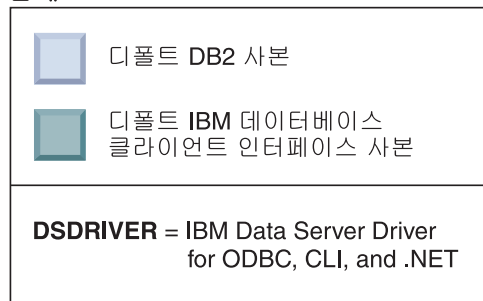 디폴트 DB2 사본
디폴트 IBM 데이터베이스
클라이언트 인터페이스 사본
DSDRIVER = IBM Data Server Driver
for ODBC, CLI, and .NET